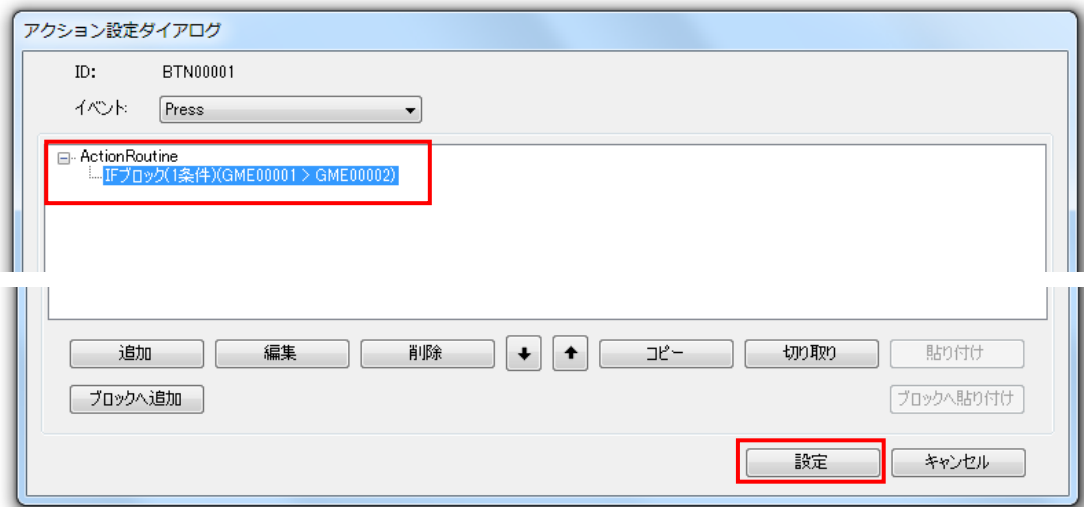 アクション設定ダイアログ
ID: BTN00001
イベント: Press
ActionRoutine
IFブロック(1条件)(GME00001 > GME00002)
追加 編集 削除 コピー 切り取り 貼り付け
ブロックへ追加 ブロックへ貼り付け
設定 キャンセル